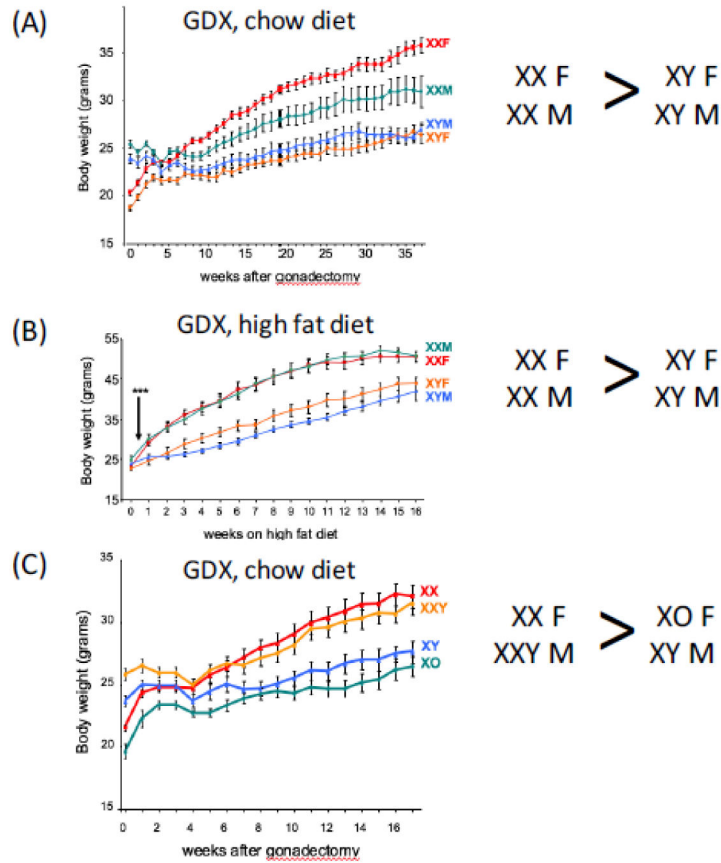 (A)
GDX, chow diet
Body weight (grams)
35
30
25
20
15
XXF
XXM
XYM
XYF
0 5 10 15 19 25 30 35
weeks after gonadectomy
XX F > XY F
XX M XY M
(B)
GDX, high fat diet
Body weight (grams)
55
45
35
25
15
***
XXM
XXF
XYF
XYM
0 1 2 3 4 5 6 7 8 9 10 11 12 13 14 15 16
weeks on high fat diet
XX F > XY F
XX M XY M
(C)
GDX, chow diet
Body weight (grams)
35
30
25
20
15
XX
XXY
XY
XO
0 2 4 6 8 10 12 14 16
weeks after gonadectomy
XX F > XO F
XXY M XY M